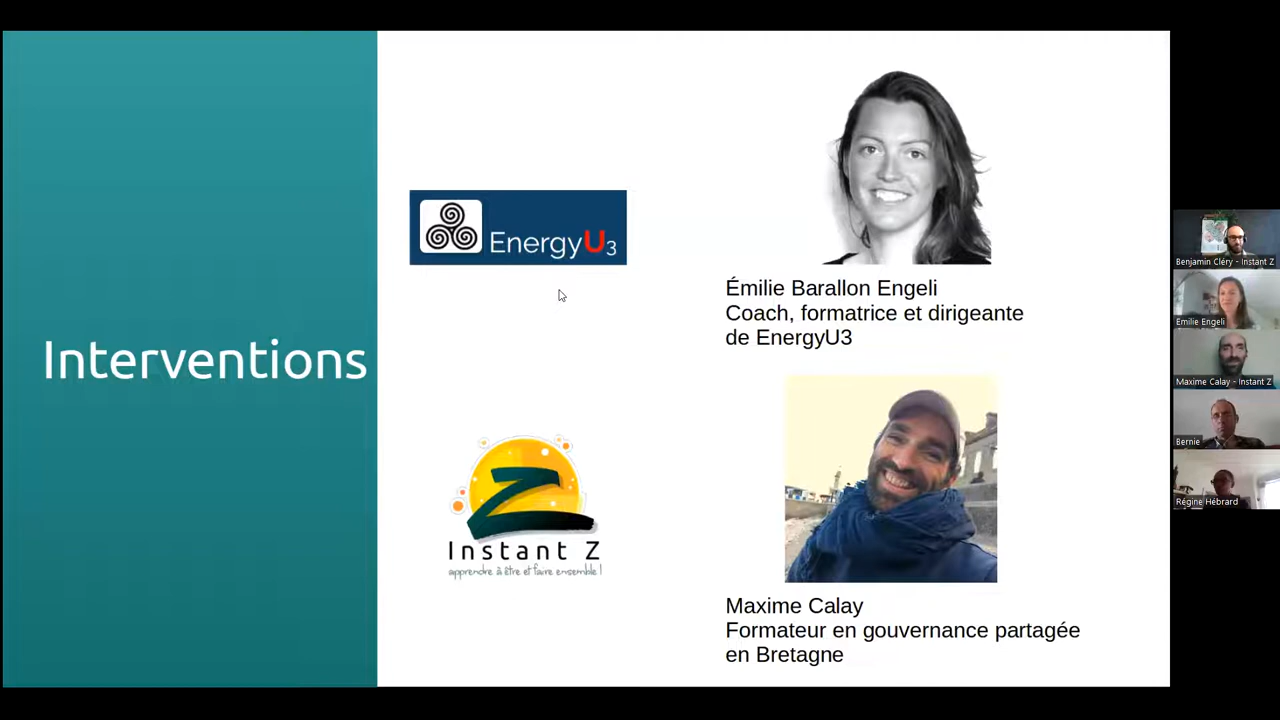 Interventions
EnergyU3
Émilie Barallon Engeli
Coach, formatrice et dirigeante
de EnergyU3
Z
Instant Z
apprendre à être et faire ensemble !
Maxime Calay
Formateur en gouvernance partagée
en Bretagne
Benjamin Cléry - Instant Z
Emilie Engeli
Maxime Calay - Instant Z
Bernie
Régine Hébrard